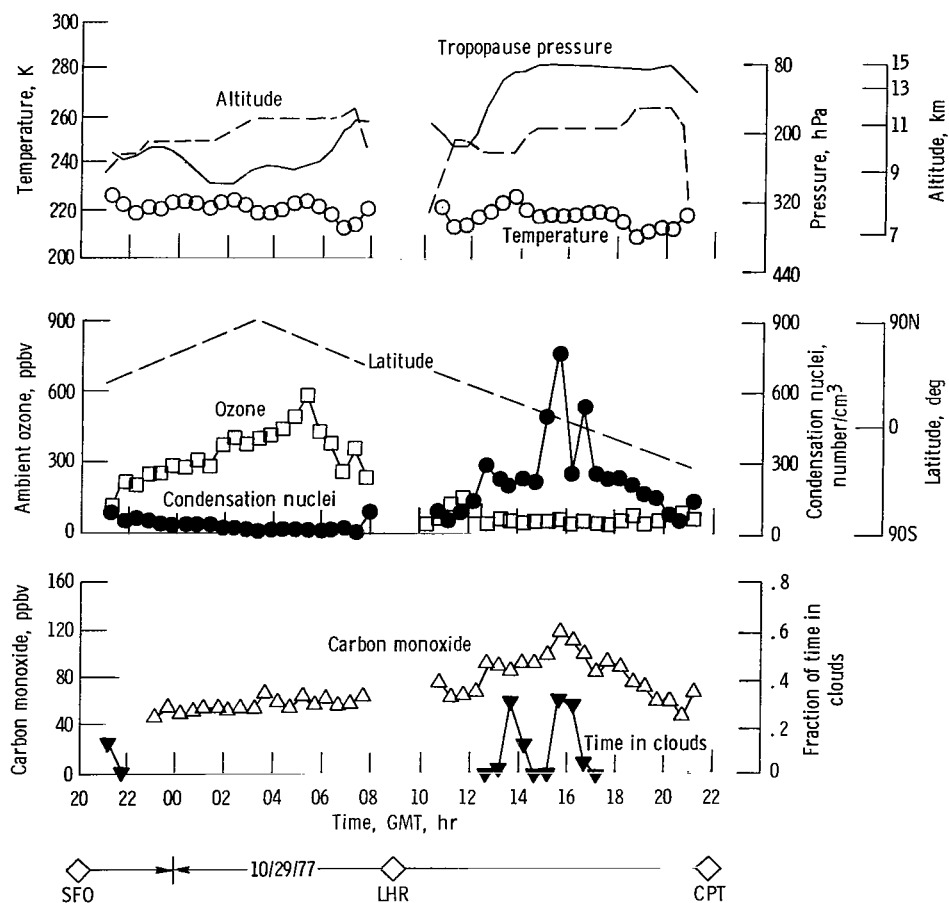 300
280
260
240
220
200
Temperature, K
Altitude
Tropopause pressure
Temperature
80
200
320
440
Pressure, hPa
15
13
11
9
7
Altitude, km
900
600
300
0
Ambient ozone, ppbv
Latitude
Ozone
Condensation nuclei
900
600
300
0
Condensation nuclei,
number/cm3
90N
0
90S
Latitude, deg
160
120
80
40
0
Carbon monoxide, ppbv
Carbon monoxide
Time in clouds
.8
.6
.4
.2
0
Fraction of time in
clouds
20 22 00 02 04 06 08 10 12 14 16 18 20 22
Time, GMT, hr
10/29/77
SFO LHR CPT